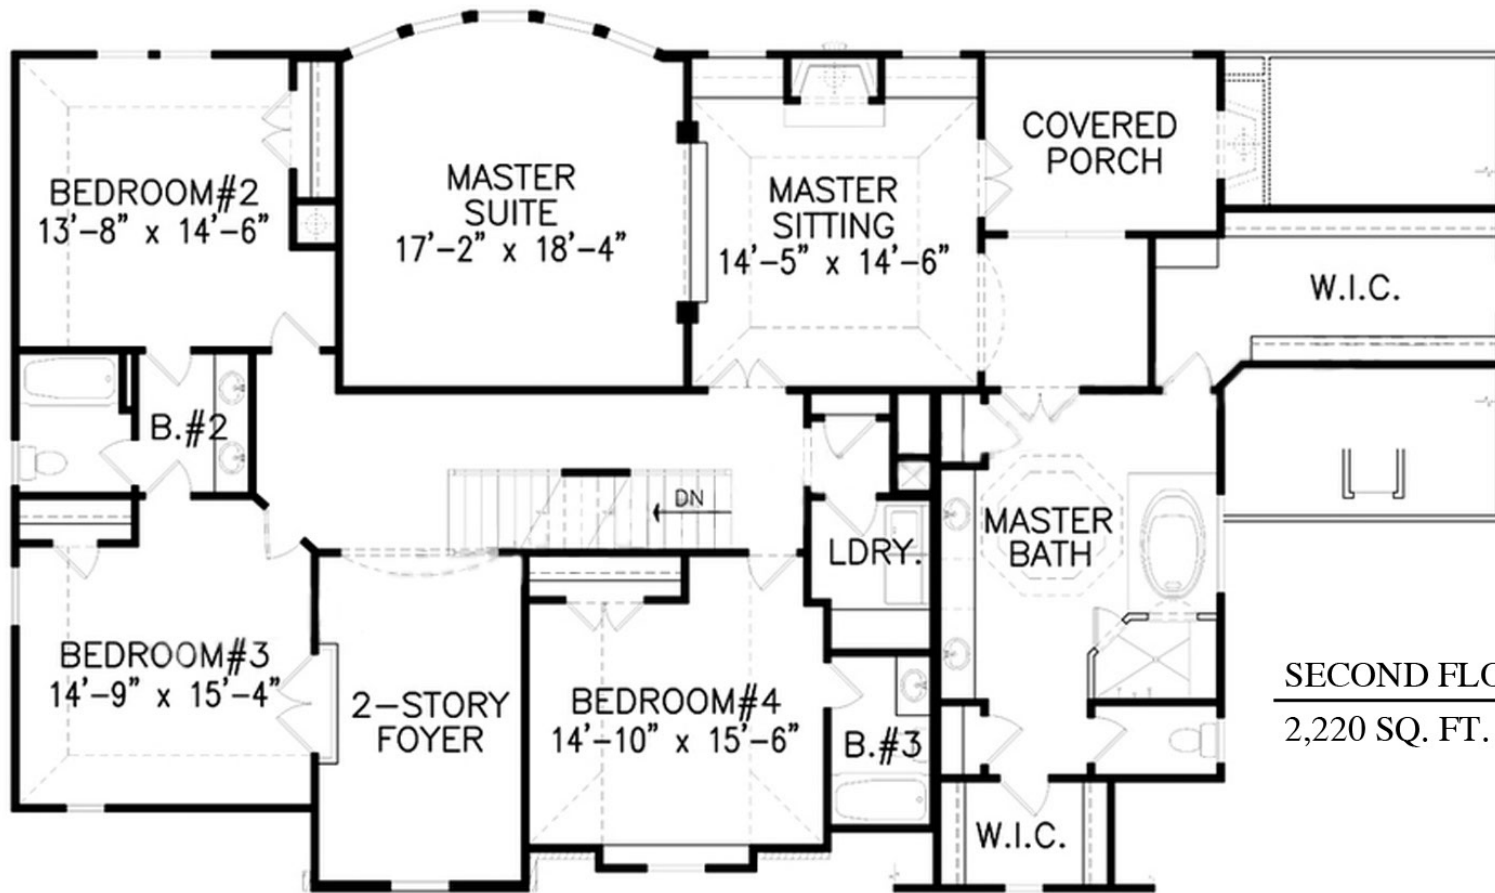 BEDROOM#2
13'-8" x 14'-6"
MASTER
SUITE
17'-2" x 18'-4"
MASTER
SITTING
14'-5" x 14'-6"
COVERED
PORCH
W.I.C.
B.#2
DN
LDRY.
MASTER
BATH
BEDROOM#3
14'-9" x 15'-4"
2-STORY
FOYER
BEDROOM#4
14'-10" x 15'-6"
B.#3
W.I.C.
SECOND FLO
2,220 SQ. FT.